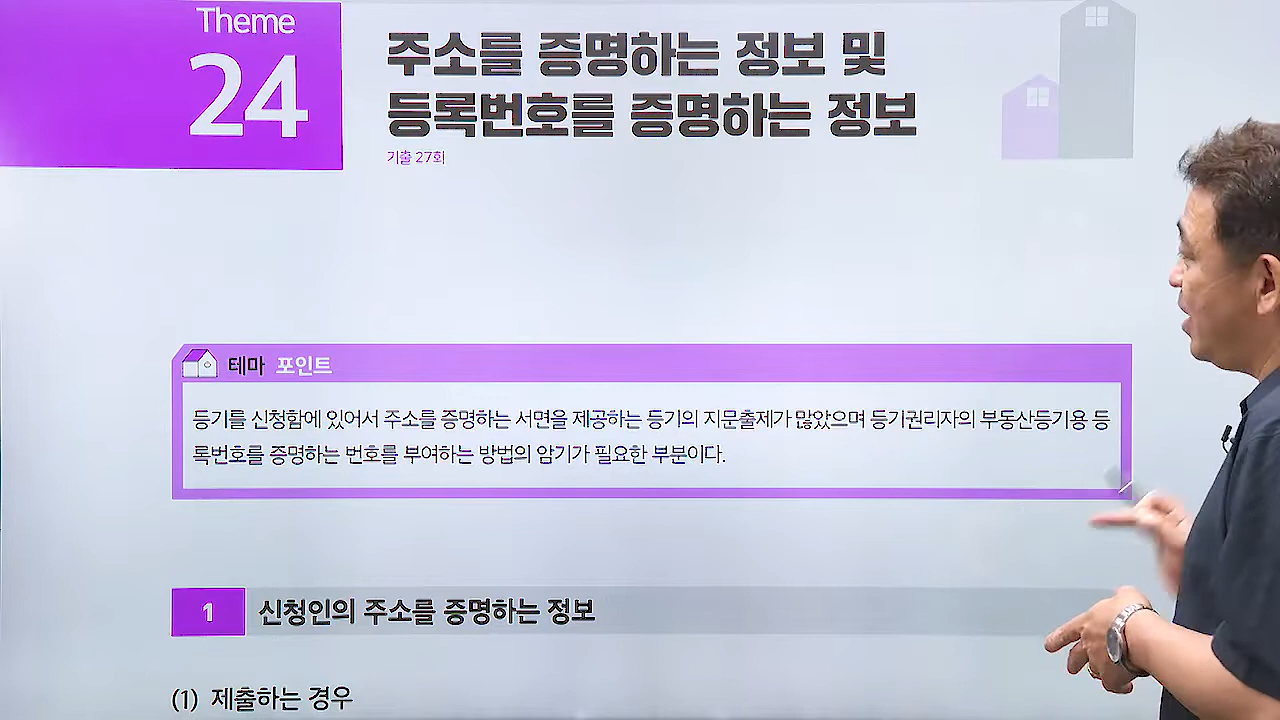 Theme
24
주소를 증명하는 정보 및
등록번호를 증명하는 정보
기출 27회
테마 포인트
등기를 신청함에 있어서 주소를 증명하는 서면을 제공하는 등기의 지문출제가 많았으며 등기권리자의 부동산등기용 등
록번호를 증명하는 번호를 부여하는 방법의 암기가 필요한 부분이다.
1 신청인의 주소를 증명하는 정보
(1) 제출하는 경우